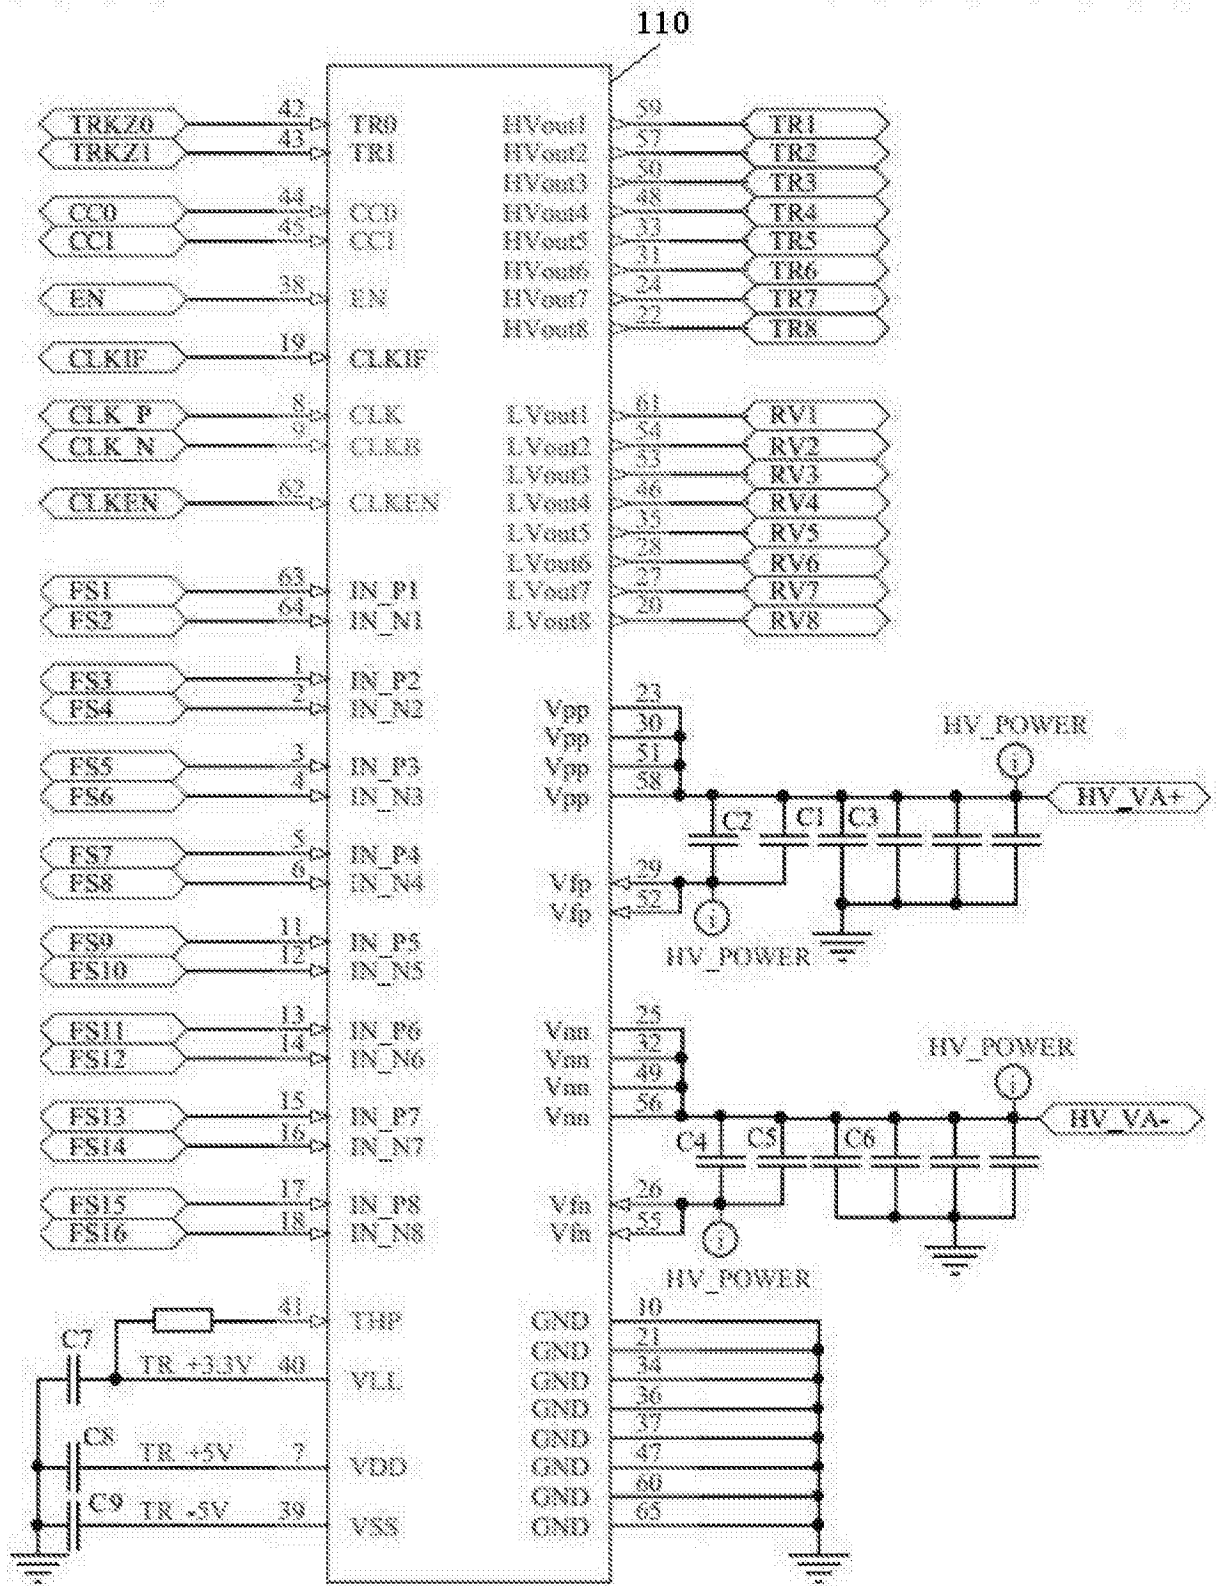 110
TRKZ0 42 TR0 HVout1 59 TR1
TRKZ1 43 TR1 HVout2 57 TR2
HVout3 50 TR3
CC0 44 CC0 HVout4 48 TR4
CC1 45 CC1 HVout5 33 TR5
HVout6 31 TR6
EN 38 EN HVout7 24 TR7
HVout8 22 TR8
CLKIF 19 CLKIF
CLK_P 8 CLK LVout1 61 RV1
CLK_N 9 CLKB LVout2 54 RV2
LVout3 53 RV3
CLKEN 62 CLKEN LVout4 46 RV4
LVout5 35 RV5
LVout6 28 RV6
FS1 63 IN_P1 LVout7 27 RV7
FS2 64 IN_N1 LVout8 20 RV8
FS3 1 IN_P2
FS4 2 IN_N2 Vpp 23
Vpp 30 HV_POWER
FS5 3 IN_P3 Vpp 51 i
FS6 4 IN_N3 Vpp 58 HV_VA+
C2 C1 C3
FS7 5 IN_P4
FS8 6 IN_N4 Vfp 29
Vfp 52 i
FS9 11 IN_P5 HV_POWER
FS10 12 IN_N5
FS11 13 IN_P6 Vnn 25
FS12 14 IN_N6 Vnn 32 HV_POWER
Vnn 49 i
FS13 15 IN_P7 Vnn 56 HV_VA-
FS14 16 IN_N7 C4 C5 C6
FS15 17 IN_P8 Vfn 26
FS16 18 IN_N8 Vfn 55 i
HV_POWER
41 THP GND 10
C7 GND 21
TR +3.3V 40 VLL GND 34
GND 36
C8 GND 37
TR +5V 7 VDD GND 47
C9 GND 60
TR -5V 39 VSS GND 65